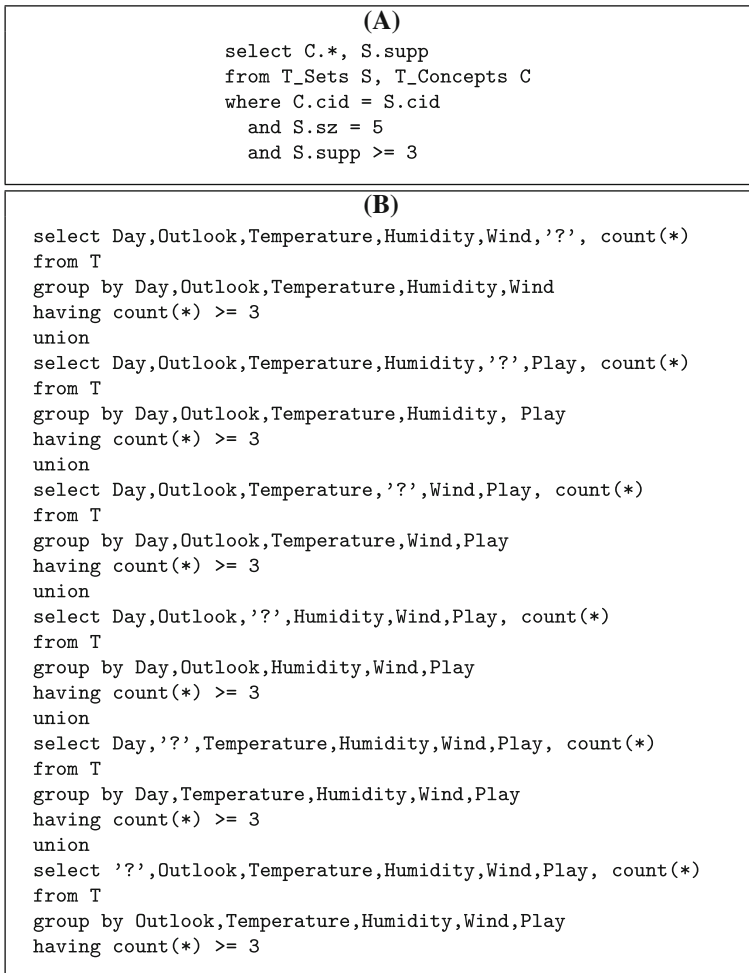 (A)
select C.*, S.supp
from T_Sets S, T_Concepts C
where C.cid = S.cid
and S.sz = 5
and S.supp >= 3
(B)
select Day,Outlook,Temperature,Humidity,Wind,'?', count(*)
from T
group by Day,Outlook,Temperature,Humidity,Wind
having count(*) >= 3
union
select Day,Outlook,Temperature,Humidity,'?',Play, count(*)
from T
group by Day,Outlook,Temperature,Humidity, Play
having count(*) >= 3
union
select Day,Outlook,Temperature,'?',Wind,Play, count(*)
from T
group by Day,Outlook,Temperature,Wind,Play
having count(*) >= 3
union
select Day,Outlook,'?',Humidity,Wind,Play, count(*)
from T
group by Day,Outlook,Humidity,Wind,Play
having count(*) >= 3
union
select Day,'?',Temperature,Humidity,Wind,Play, count(*)
from T
group by Day,Temperature,Humidity,Wind,Play
having count(*) >= 3
union
select '?',Outlook,Temperature,Humidity,Wind,Play, count(*)
from T
group by Outlook,Temperature,Humidity,Wind,Play
having count(*) >= 3